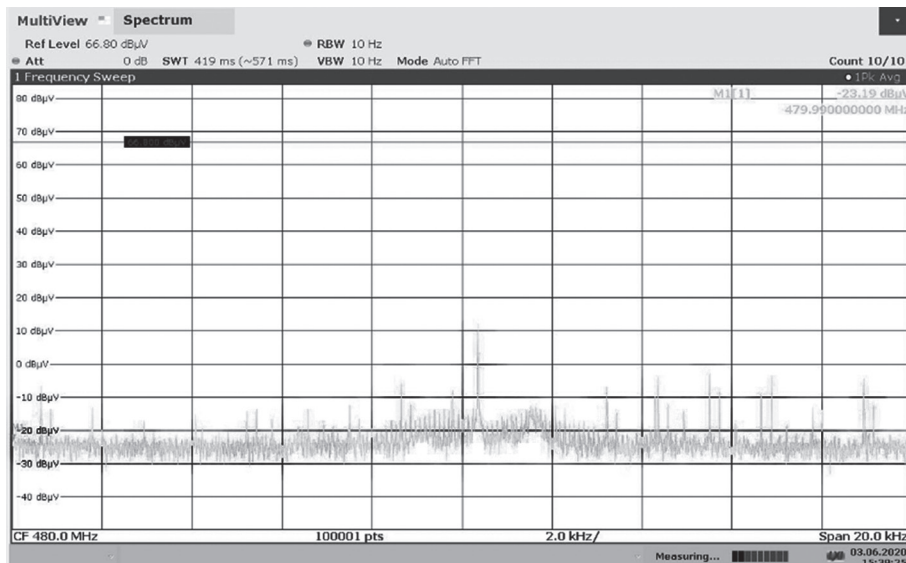 MultiView Spectrum
Ref Level 66.80 dBµV RBW 10 Hz
Att 0 dB SWT 419 ms (~571 ms) VBW 10 Hz Mode Auto FFT Count 10/10
1 Frequency Sweep 1Pk Avg
M1[1] -23.19 dBµV
479.990000000 MHz
80 dBµV
70 dBµV
66.800 dBµV
60 dBµV
50 dBµV
40 dBµV
30 dBµV
20 dBµV
10 dBµV
0 dBµV
-10 dBµV
-20 dBµV
-30 dBµV
-40 dBµV
CF 480.0 MHz 100001 pts 2.0 kHz/ Span 20.0 kHz
Measuring... 03.06.2020